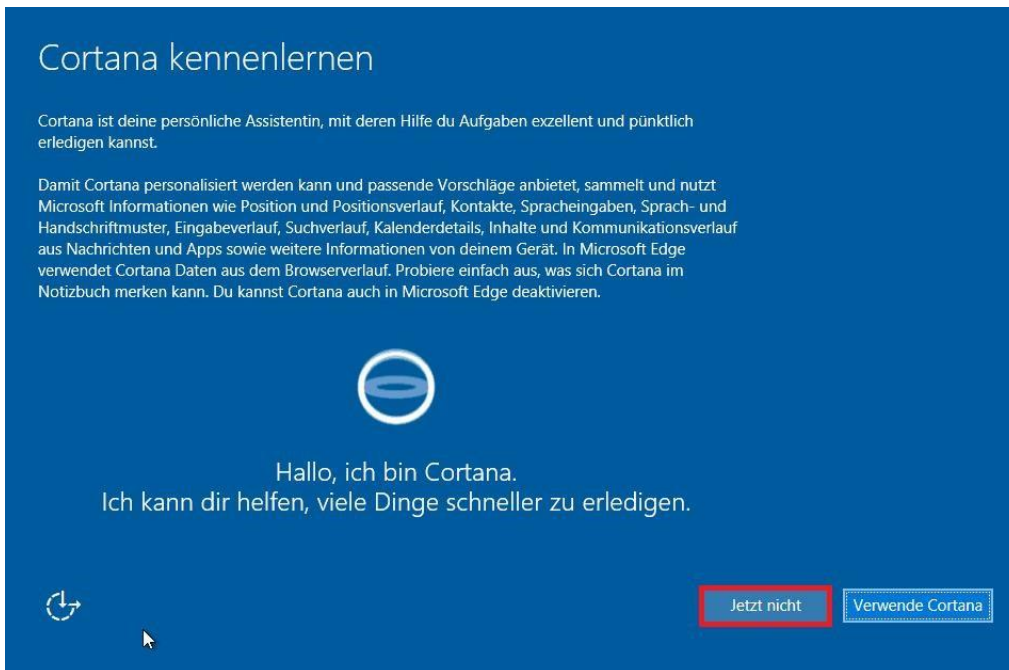 Cortana kennenlernen
Cortana ist deine persönliche Assistentin, mit deren Hilfe du Aufgaben exzellent und pünktlich
erledigen kannst.
Damit Cortana personalisiert werden kann und passende Vorschläge anbietet, sammelt und nutzt
Microsoft Informationen wie Position und Positionsverlauf, Kontakte, Spracheingaben, Sprach- und
Handschriftmuster, Eingabeverlauf, Suchverlauf, Kalenderdetails, Inhalte und Kommunikationsverlauf
aus Nachrichten und Apps sowie weitere Informationen von deinem Gerät. In Microsoft Edge
verwendet Cortana Daten aus dem Browserverlauf. Probiere einfach aus, was sich Cortana im
Notizbuch merken kann. Du kannst Cortana auch in Microsoft Edge deaktivieren.
Hallo, ich bin Cortana.
Ich kann dir helfen, viele Dinge schneller zu erledigen.
Jetzt nicht
Verwende Cortana